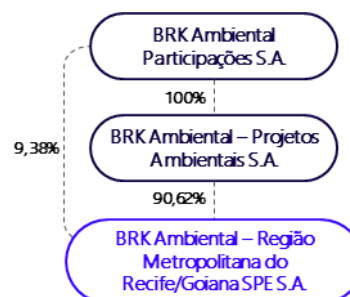 BRK Ambiental
Participações S.A.
100%
BRK Ambiental – Projetos
Ambientais S.A.
9,38%
90,62%
BRK Ambiental – Região
Metropolitana do
Recife/Goiana SPE S.A.